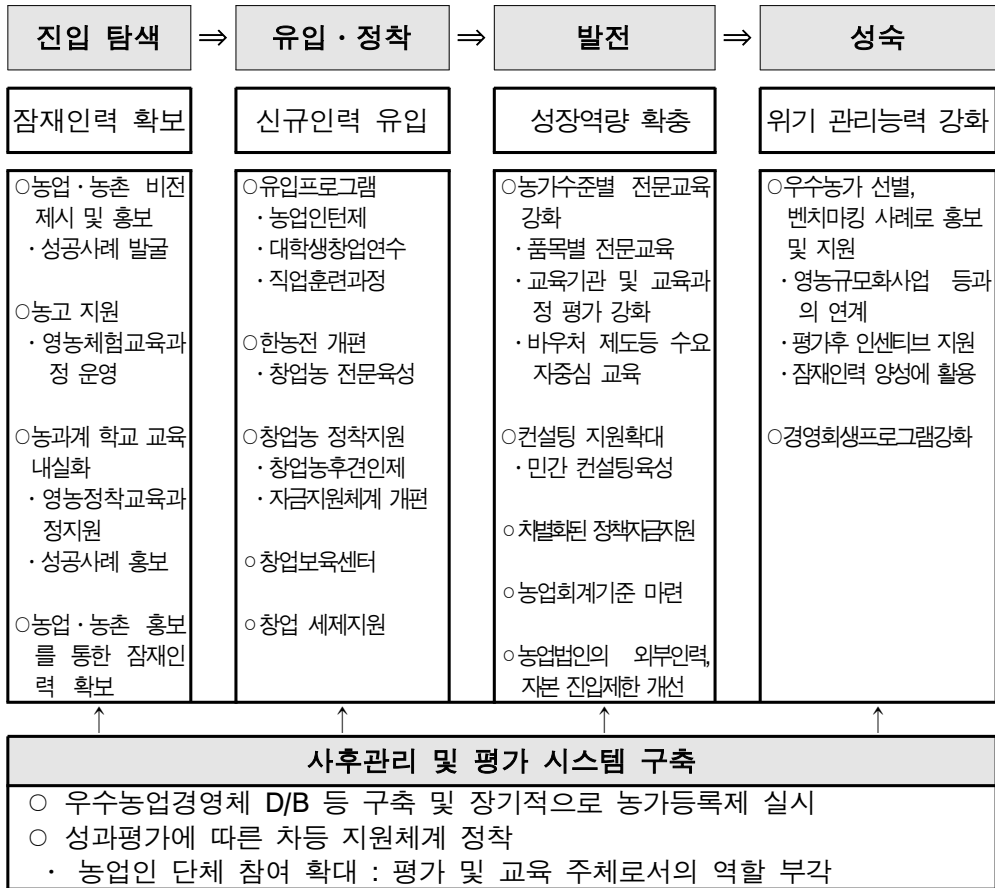 진입 탐색 ⇒ 유입·정착 ⇒ 발전 ⇒ 성숙
잠재인력 확보
신규인력 유입
성장역량 확충
위기 관리능력 강화
○농업·농촌 비전
제시 및 홍보
·성공사례 발굴
○농고 지원
·영농체험교육과
정 운영
○농과계 학교 교육
내실화
·영농정착교육과
정지원
·성공사례 홍보
○농업·농촌 홍보
를 통한 잠재인
력 확보
○유입프로그램
·농업인턴제
·대학생창업연수
·직업훈련과정
○한농전 개편
·창업농 전문육성
○창업농 정착지원
·창업농후견인제
·자금지원체계 개편
○창업보육센터
○창업 세제지원
○농가수준별 전문교육
강화
·품목별 전문교육
·교육기관 및 교육과
정 평가 강화
·바우처 제도등 수요
자중심 교육
○컨설팅 지원확대
·민간 컨설팅육성
○차별화된 정책자금지원
○농업회계기준 마련
○농업법인의 외부인력,
자본 진입제한 개선
○우수농가 선별,
벤치마킹 사례로 홍보
및 지원
·영농규모화사업 등과
의 연계
·평가후 인센티브 지원
·잠재인력 양성에 활용
○경영회생프로그램강화
↑ ↑ ↑ ↑
사후관리 및 평가 시스템 구축
○ 우수농업경영체 D/B 등 구축 및 장기적으로 농가등록제 실시
○ 성과평가에 따른 차등 지원체계 정착
· 농업인 단체 참여 확대 : 평가 및 교육 주체로서의 역할 부각